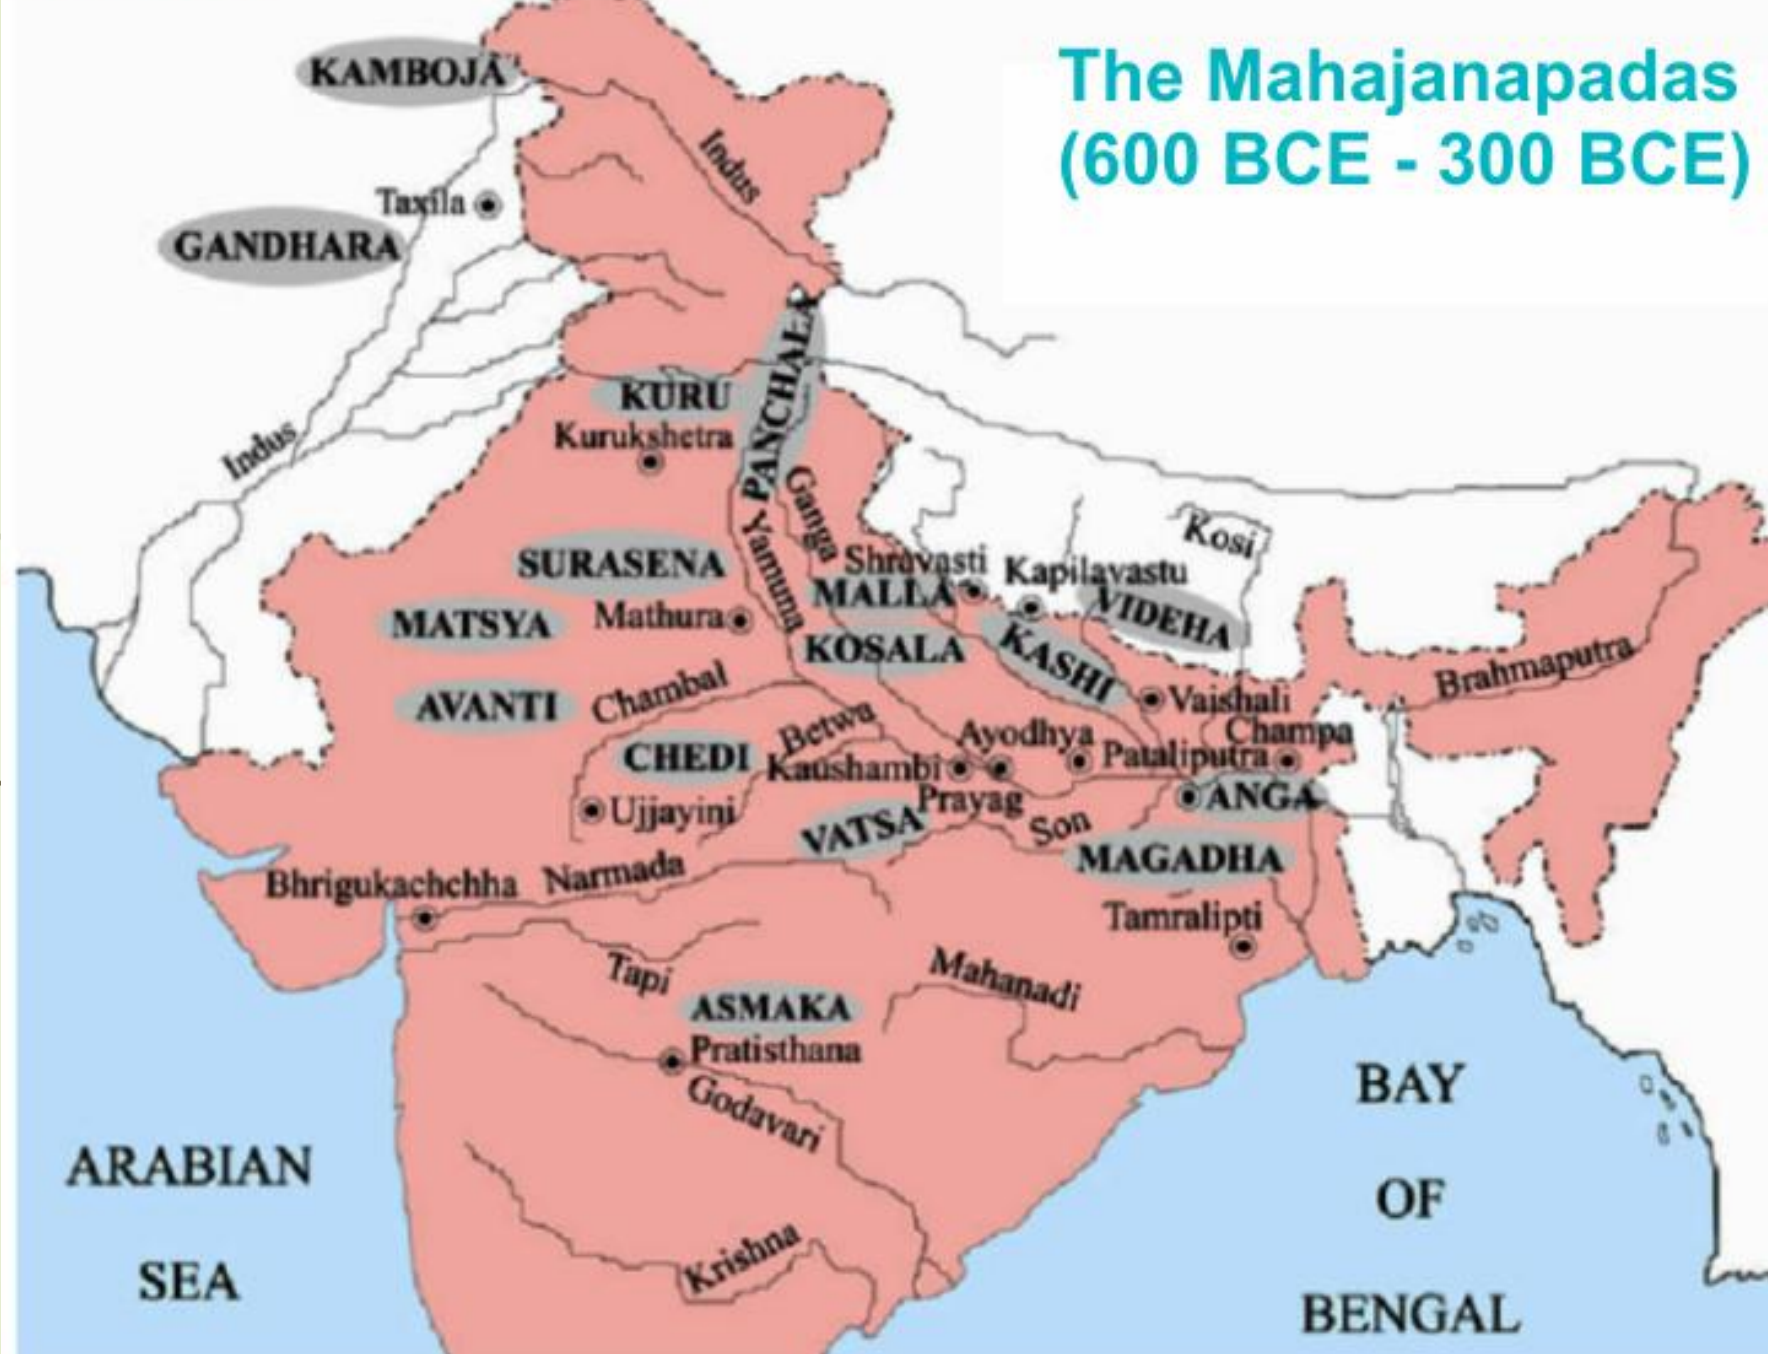 The Mahajanapadas
(600 BCE - 300 BCE)
KAMBOJA
Indus
Taxila
GANDHARA
PANCHALA
KURU
Kurukshetra
Indus
Ganga
Yamuna
Kosi
SURASENA
Shravasti
Kapilavastu
MALLA
VIDEHA
MATSYA
Mathura
KOSALA
KASHI
Brahmaputra
AVANTI
Chambal
Vaishali
Betwa
Ayodhya
Champa
CHEDI
Kaushambi
Pataliputra
Ujjayini
Prayag
ANGA
VATSA
Son
MAGADHA
Bhrigukachchha
Narmada
Tamralipti
Tapi
Mahanadi
ASMAKA
Pratisthana
Godavari
Krishna
ARABIAN
SEA
BAY
OF
BENGAL